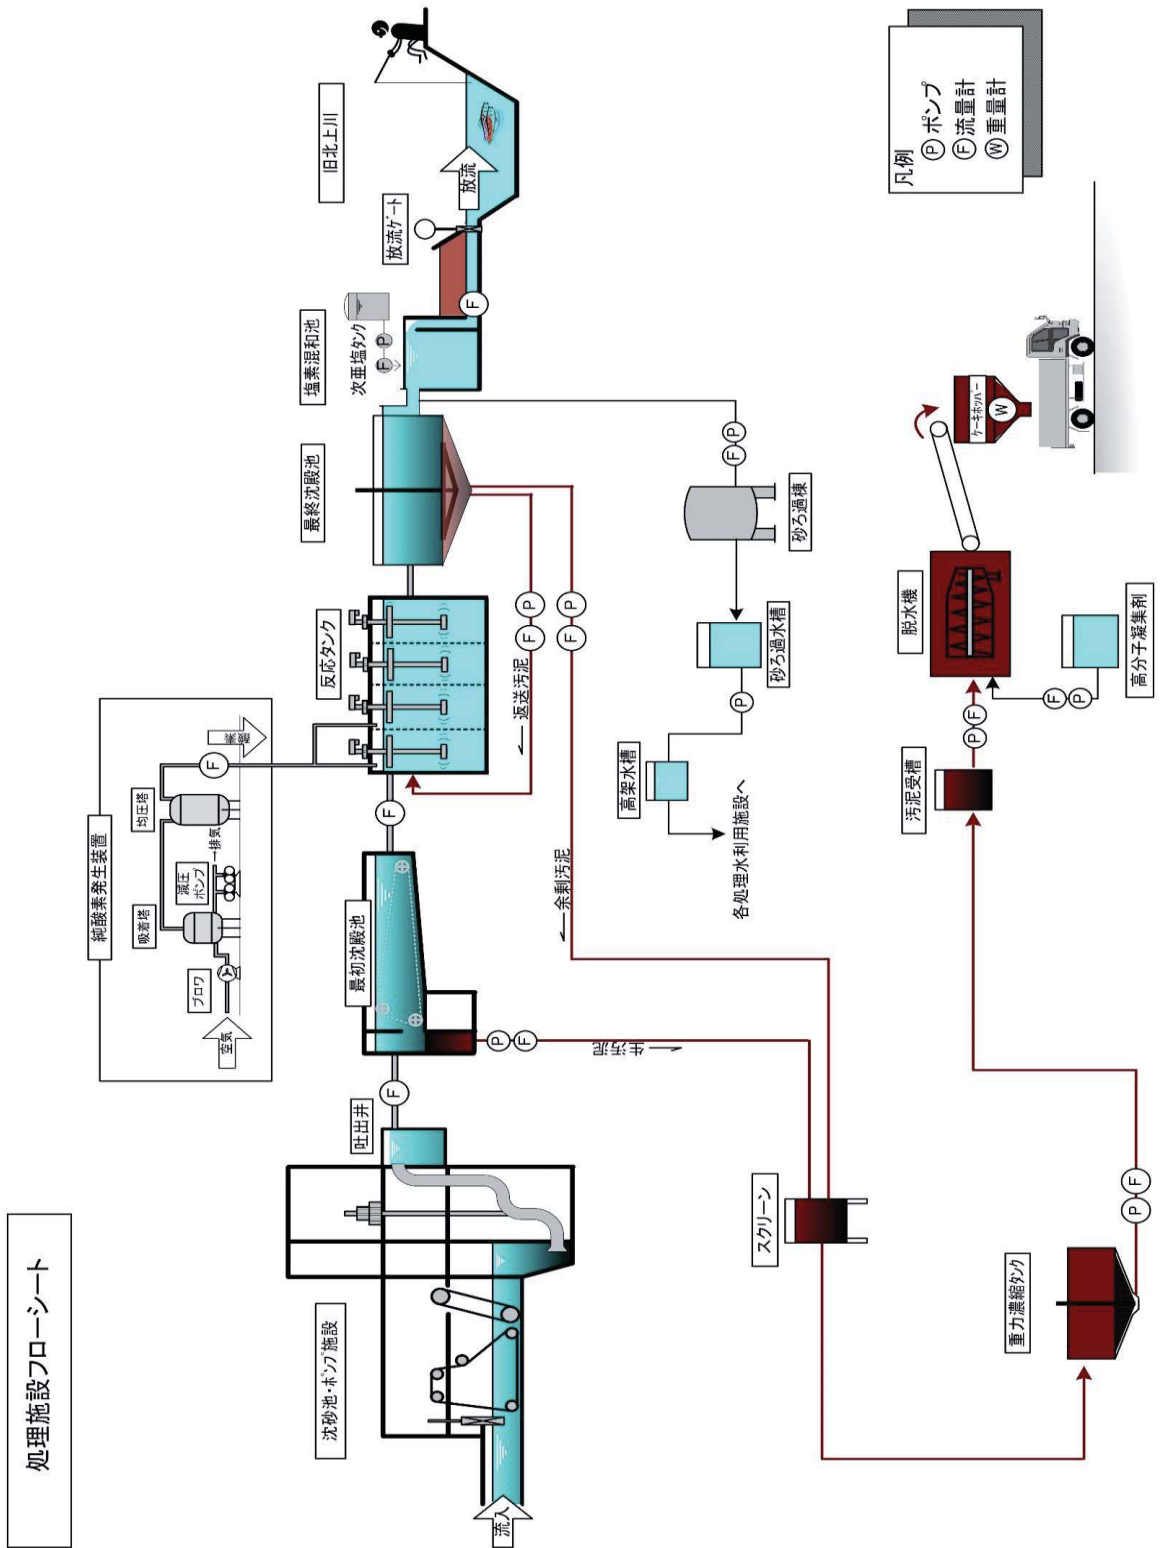 処理施設フローシート
純酸素発生装置
空気
ブロワ
吸着塔
減圧
ポンプ
→排気
均圧塔
F
酸素
流入
沈砂池・ポンプ施設
吐出井
F
最初沈殿池
F
反応タンク
最終沈殿池
塩素混和池
次亜塩タンク
F
P
F
放流ゲート
放流
旧北上川
P
F
生汚泥
返送汚泥
F
P
余剰汚泥
F
P
F
P
砂ろ過棟
砂ろ過水槽
P
高架水槽
各処理水利用施設へ
スクリーン
重力濃縮タンク
P
F
汚泥受槽
P
F
脱水機
高分子凝集剤
P
F
ケーキホッパー
W
凡例
P ポンプ
F 流量計
W 重量計